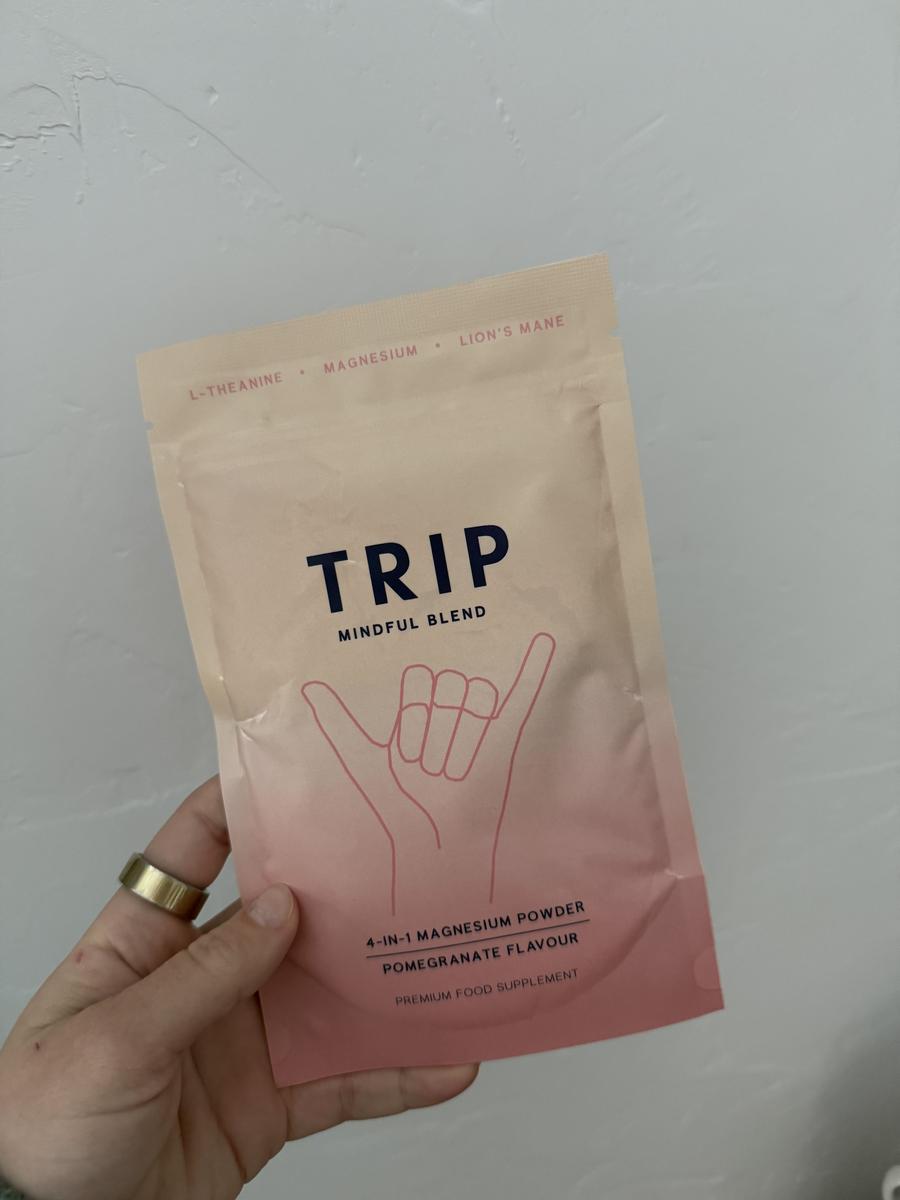 L-THEANINE • MAGNESIUM • LION'S MANE
TRIP
MINDFUL BLEND
4-IN-1 MAGNESIUM POWDER
POMEGRANATE FLAVOUR
PREMIUM FOOD SUPPLEMENT